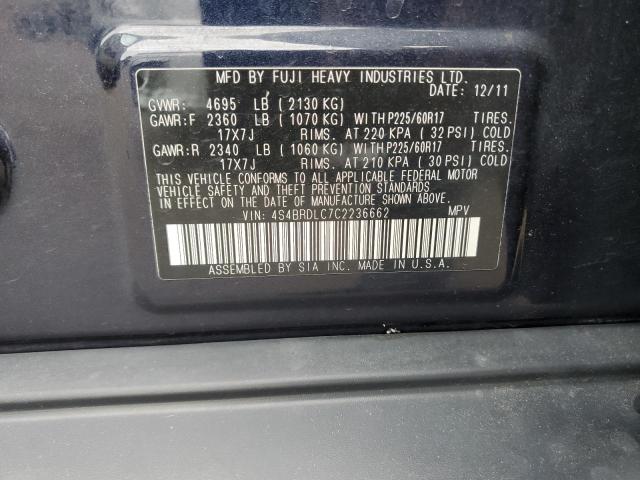 MFD BY FUJI HEAVY INDUSTRIES LTD.
DATE: 12/11
GVWR: 4695 LB (2130 KG)
GAWR:F 2360 LB (1070 KG) WITH P225/60R17 TIRES.
17X7J RIMS. AT 220 KPA (32 PSI) COLD
GAWR:R 2340 LB (1060 KG) WITH P225/60R17 TIRES.
17X7J RIMS. AT 210 KPA (30 PSI) COLD
THIS VEHICLE CONFORMS TO ALL APPLICABLE FEDERAL MOTOR
VEHICLE SAFETY AND THEFT PREVENTION STANDARDS
IN EFFECT ON THE DATE OF MANUFACTURE SHOWN ABOVE.
VIN: 4S4BRDLC7C2236662 MPV
ASSEMBLED BY SIA INC. MADE IN U.S.A.